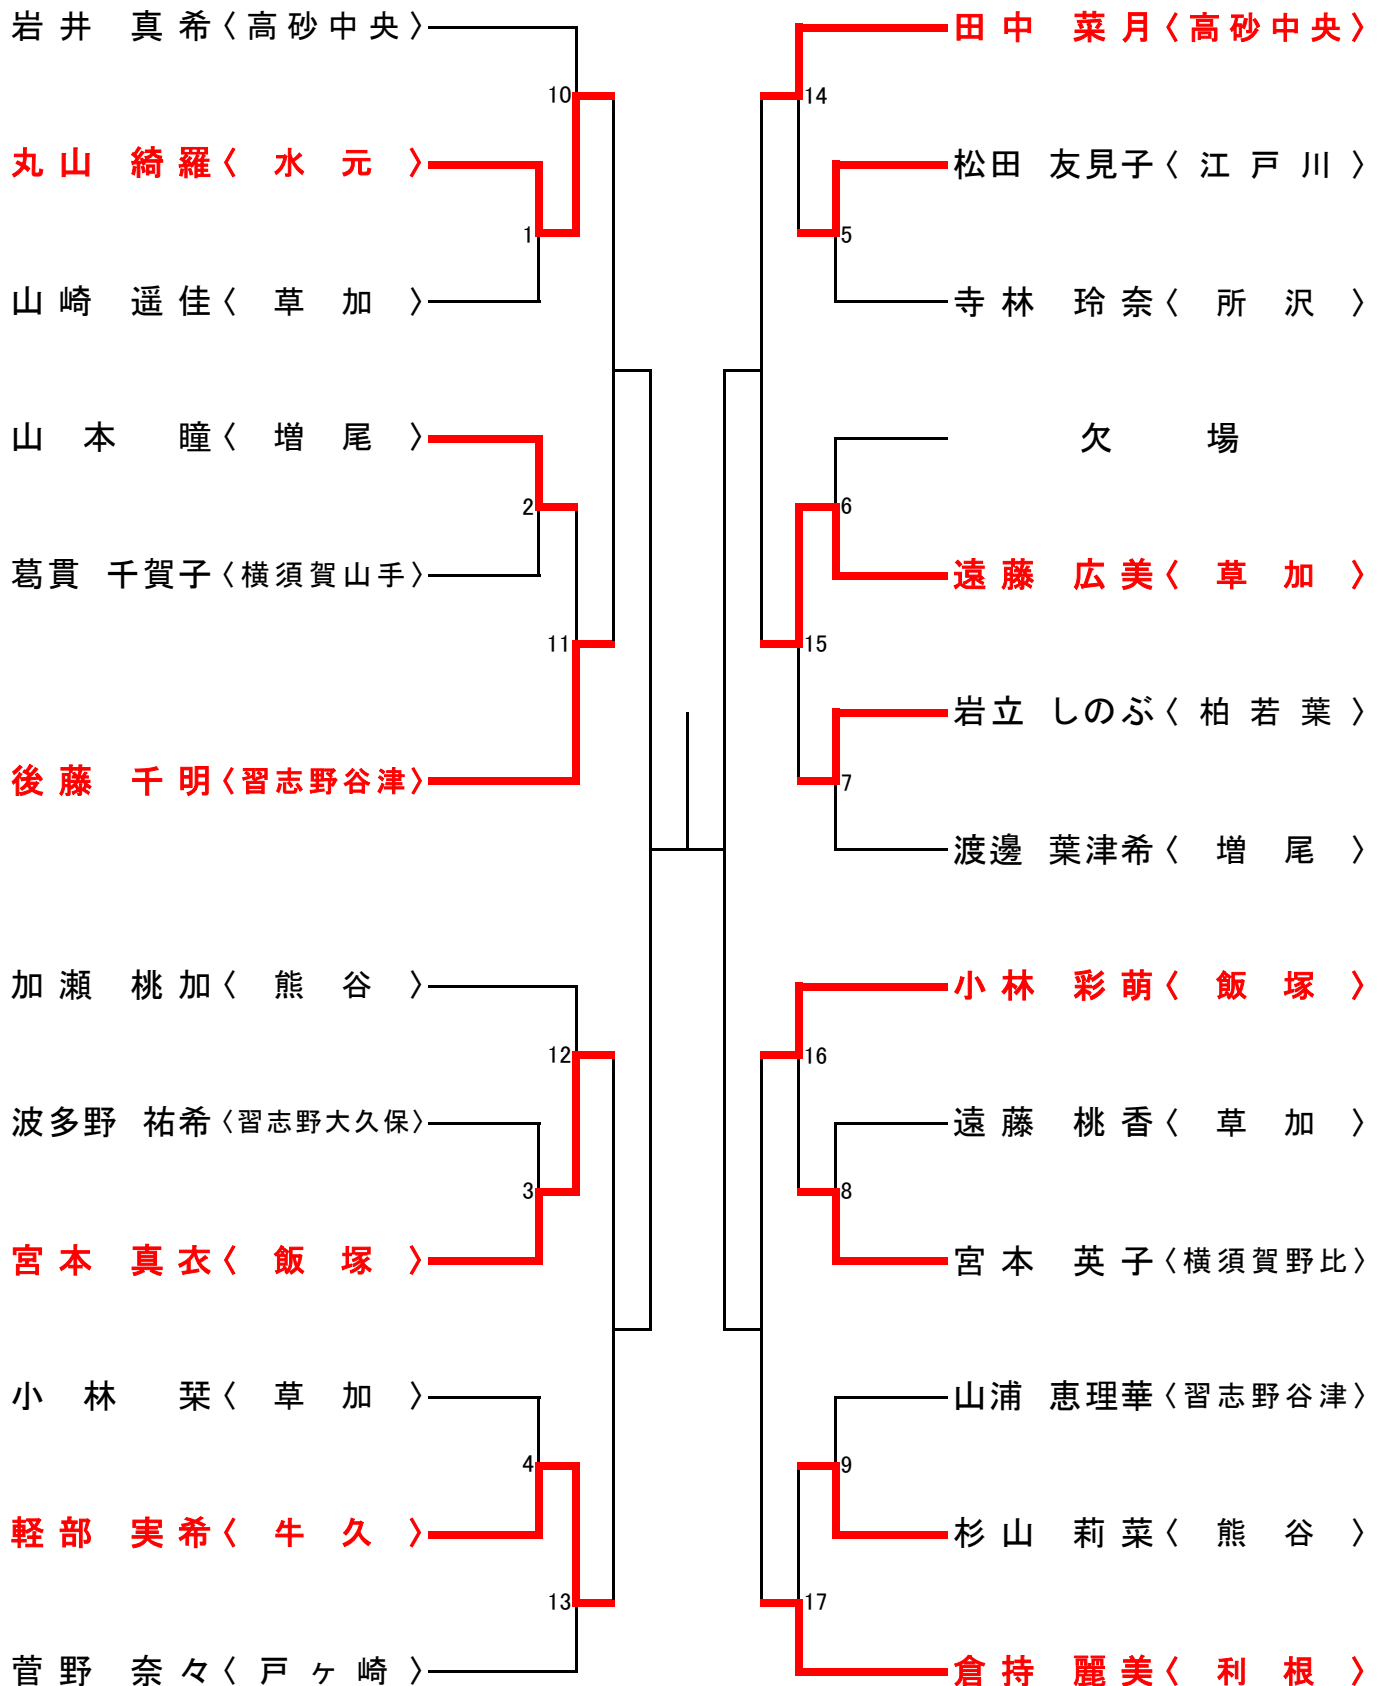 岩井 真希〈高砂中央〉
10
丸山 綺羅〈水元〉
1
山崎 遥佳〈草加〉
山本 瞳〈増尾〉
2
葛貫 千賀子〈横須賀山手〉
11
後藤 千明〈習志野谷津〉
加瀬 桃加〈熊谷〉
12
波多野 祐希〈習志野大久保〉
3
宮本 真衣〈飯塚〉
小林 栞〈草加〉
4
軽部 実希〈牛久〉
13
菅野 奈々〈戸ヶ崎〉
田中 菜月〈高砂中央〉
14
松田 友見子〈江戸川〉
5
寺林 玲奈〈所沢〉
欠場
6
遠藤 広美〈草加〉
15
岩立 しのぶ〈柏若葉〉
7
渡邊 葉津希〈増尾〉
小林 彩萌〈飯塚〉
16
遠藤 桃香〈草加〉
8
宮本 英子〈横須賀野比〉
山浦 恵理華〈習志野谷津〉
9
杉山 莉菜〈熊谷〉
17
倉持 麗美〈利根〉